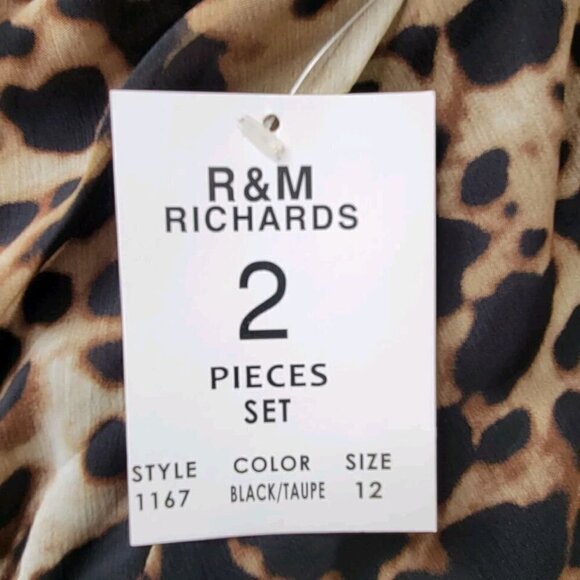 R&M
RICHARDS
2
PIECES
SET
STYLE COLOR SIZE
1167 BLACK/TAUPE 12